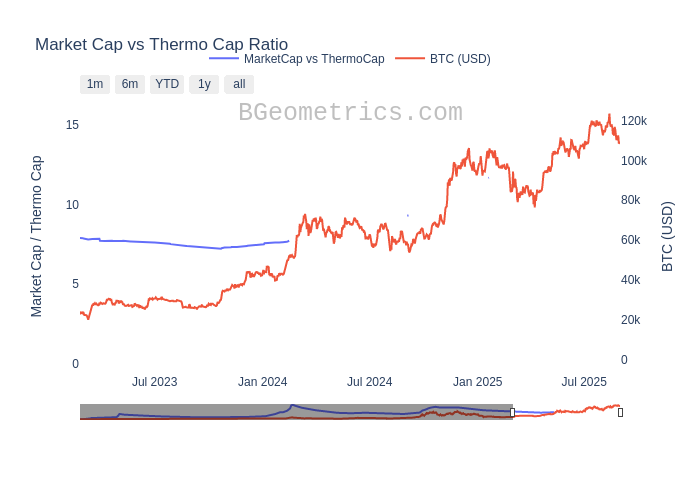 Market Cap vs Thermo Cap Ratio
MarketCap vs ThermoCap
BTC (USD)
1m
6m
YTD
1y
all
BGeometrics.com
15
10
5
0
Market Cap / Thermo Cap
120k
100k
80k
60k
40k
20k
0
BTC (USD)
Jul 2023
Jan 2024
Jul 2024
Jan 2025
Jul 2025